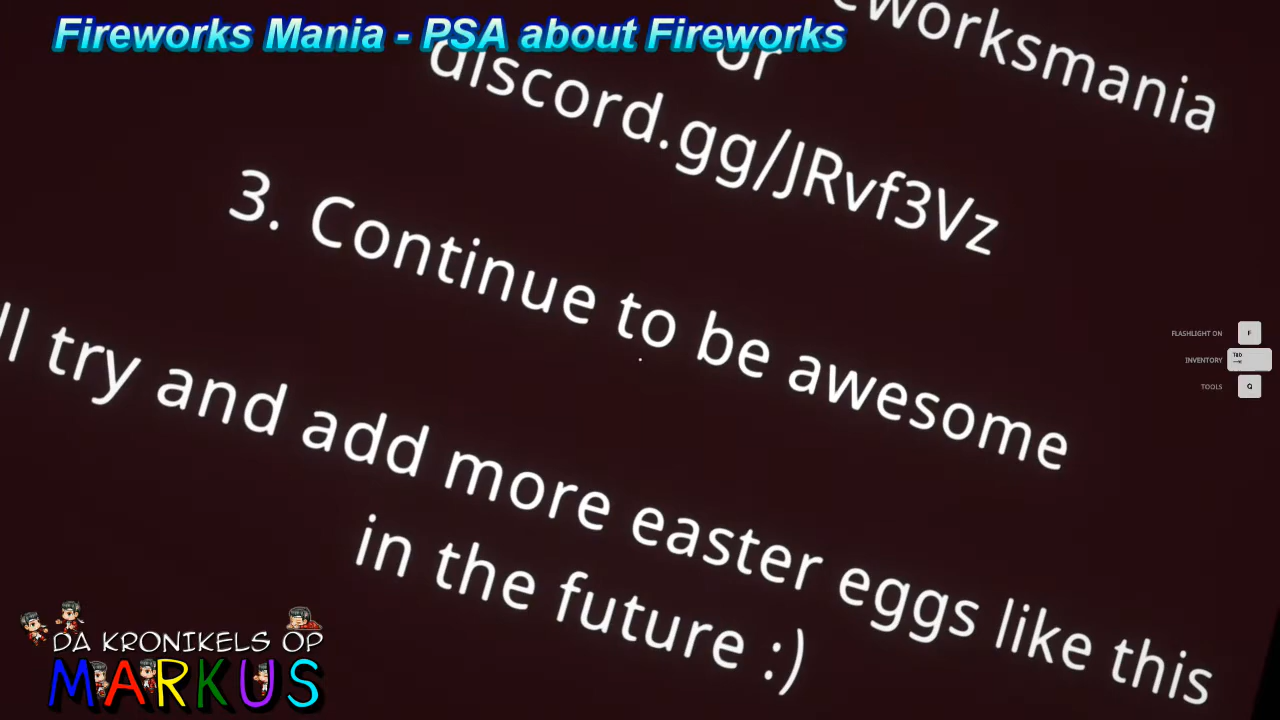 Fireworks Mania - PSA about Fireworks
eworksmania
or
discord.gg/JRvf3Vz
3. Continue to be awesome
ll try and add more easter eggs like this
in the future :)
FLASHLIGHT ON F
INVENTORY TAB
TOOLS Q
DA KRONIKELS OP
MARKUS